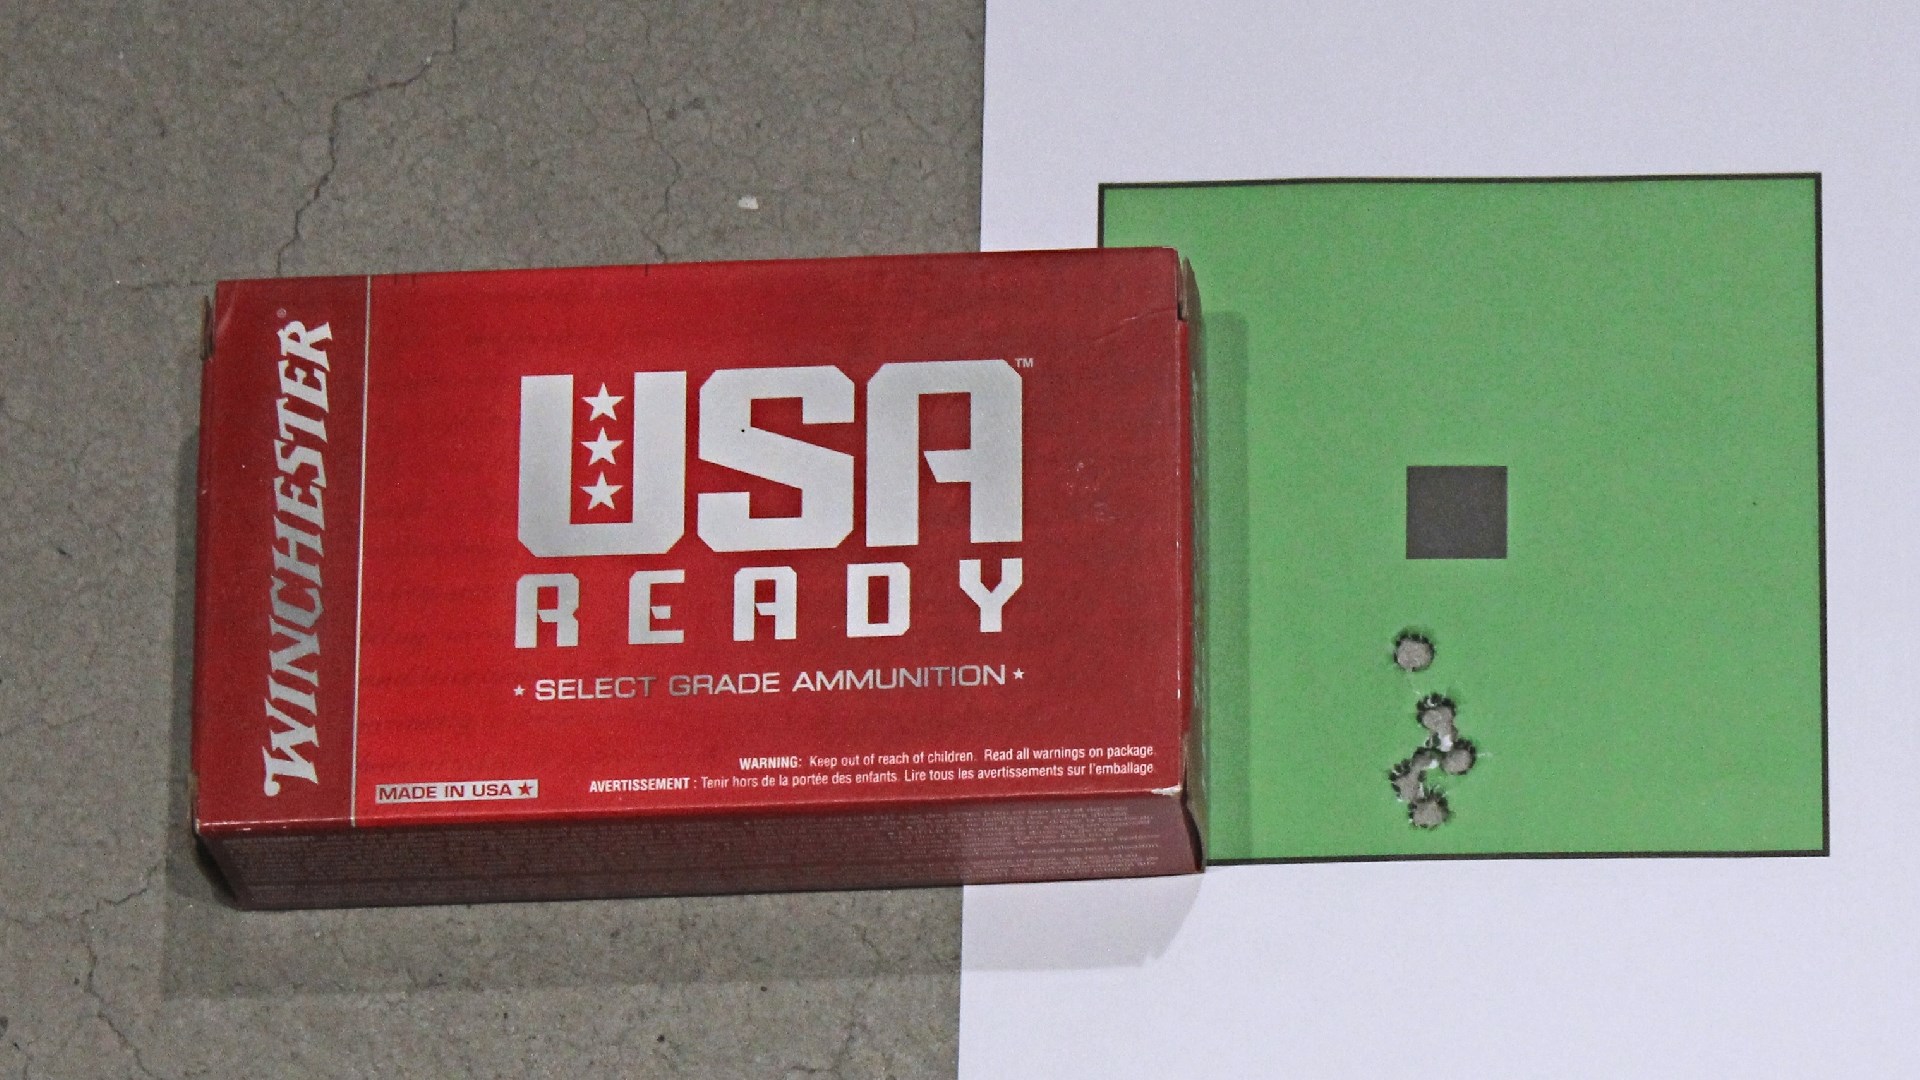 WINCHESTER®
USA™
READY
★ SELECT GRADE AMMUNITION ★
WARNING: Keep out of reach of children. Read all warnings on package.
AVERTISSEMENT : Tenir hors de la portée des enfants. Lire tous les avertissements sur l'emballage.
MADE IN USA ★